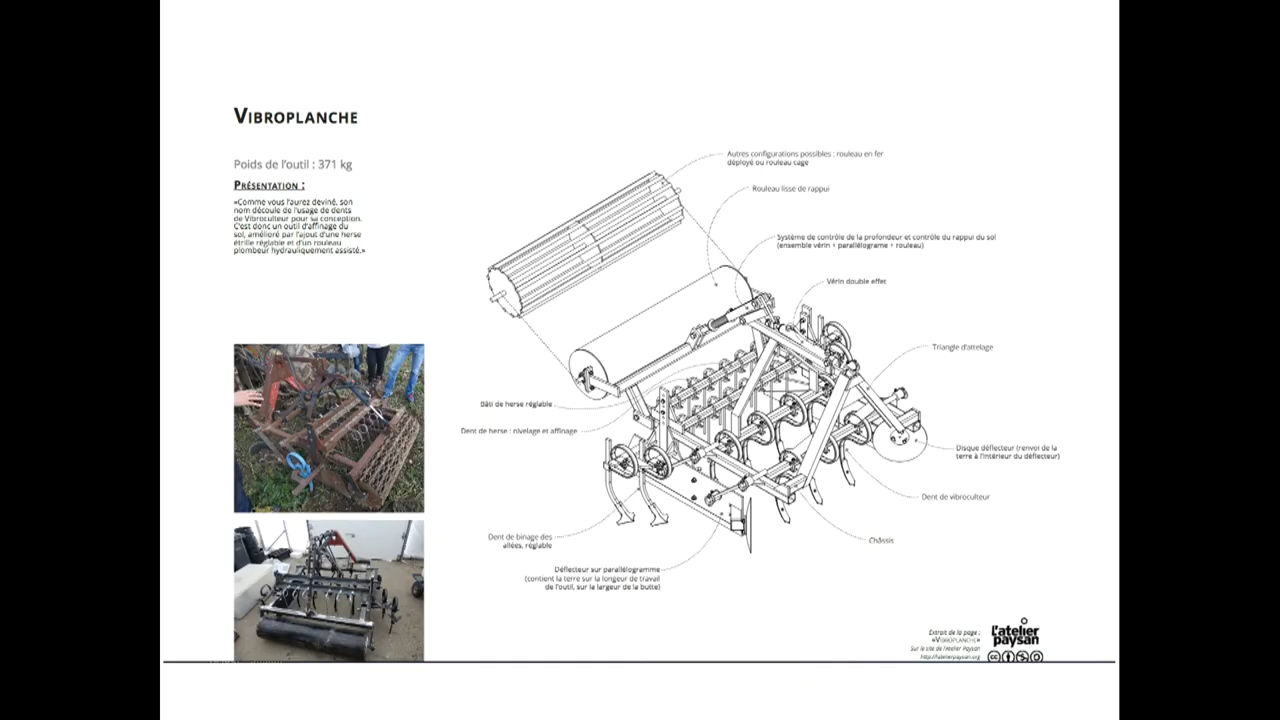 VIBROPLANCHE
Poids de l'outil : 371 kg
PRÉSENTATION :
«Comme vous l'aurez deviné, son
nom découle de l'usage de dents
de Vibroculteur pour sa conception.
C'est donc un outil d'affinage du
sol, amélioré par l'ajout d'une herse
étrille réglable et d'un rouleau
plombeur hydrauliquement assisté.»
Autres configurations possibles : rouleau en fer
déployé ou rouleau cage
Rouleau lisse de rappui
Système de contrôle de la profondeur et contrôle du rappui du sol
(ensemble vérin + parallélograme + rouleau)
Vérin double effet
Triangle d'attelage
Bâti de herse réglable
Dent de herse : nivelage et affinage
Disque déflecteur (renvoi de la
terre à l'intérieur du déflecteur)
Dent de vibroculteur
Châssis
Dent de binage des
allées, réglable
Déflecteur sur parallélogramme
(contient la terre sur la longueur de travail
de l'outil, sur la largeur de la butte)
Extrait de la page :
«VIBROPLANCHE»
Sur le site de l'Atelier Paysan
http://latelierpaysan.org
l'atelier
paysan
cc